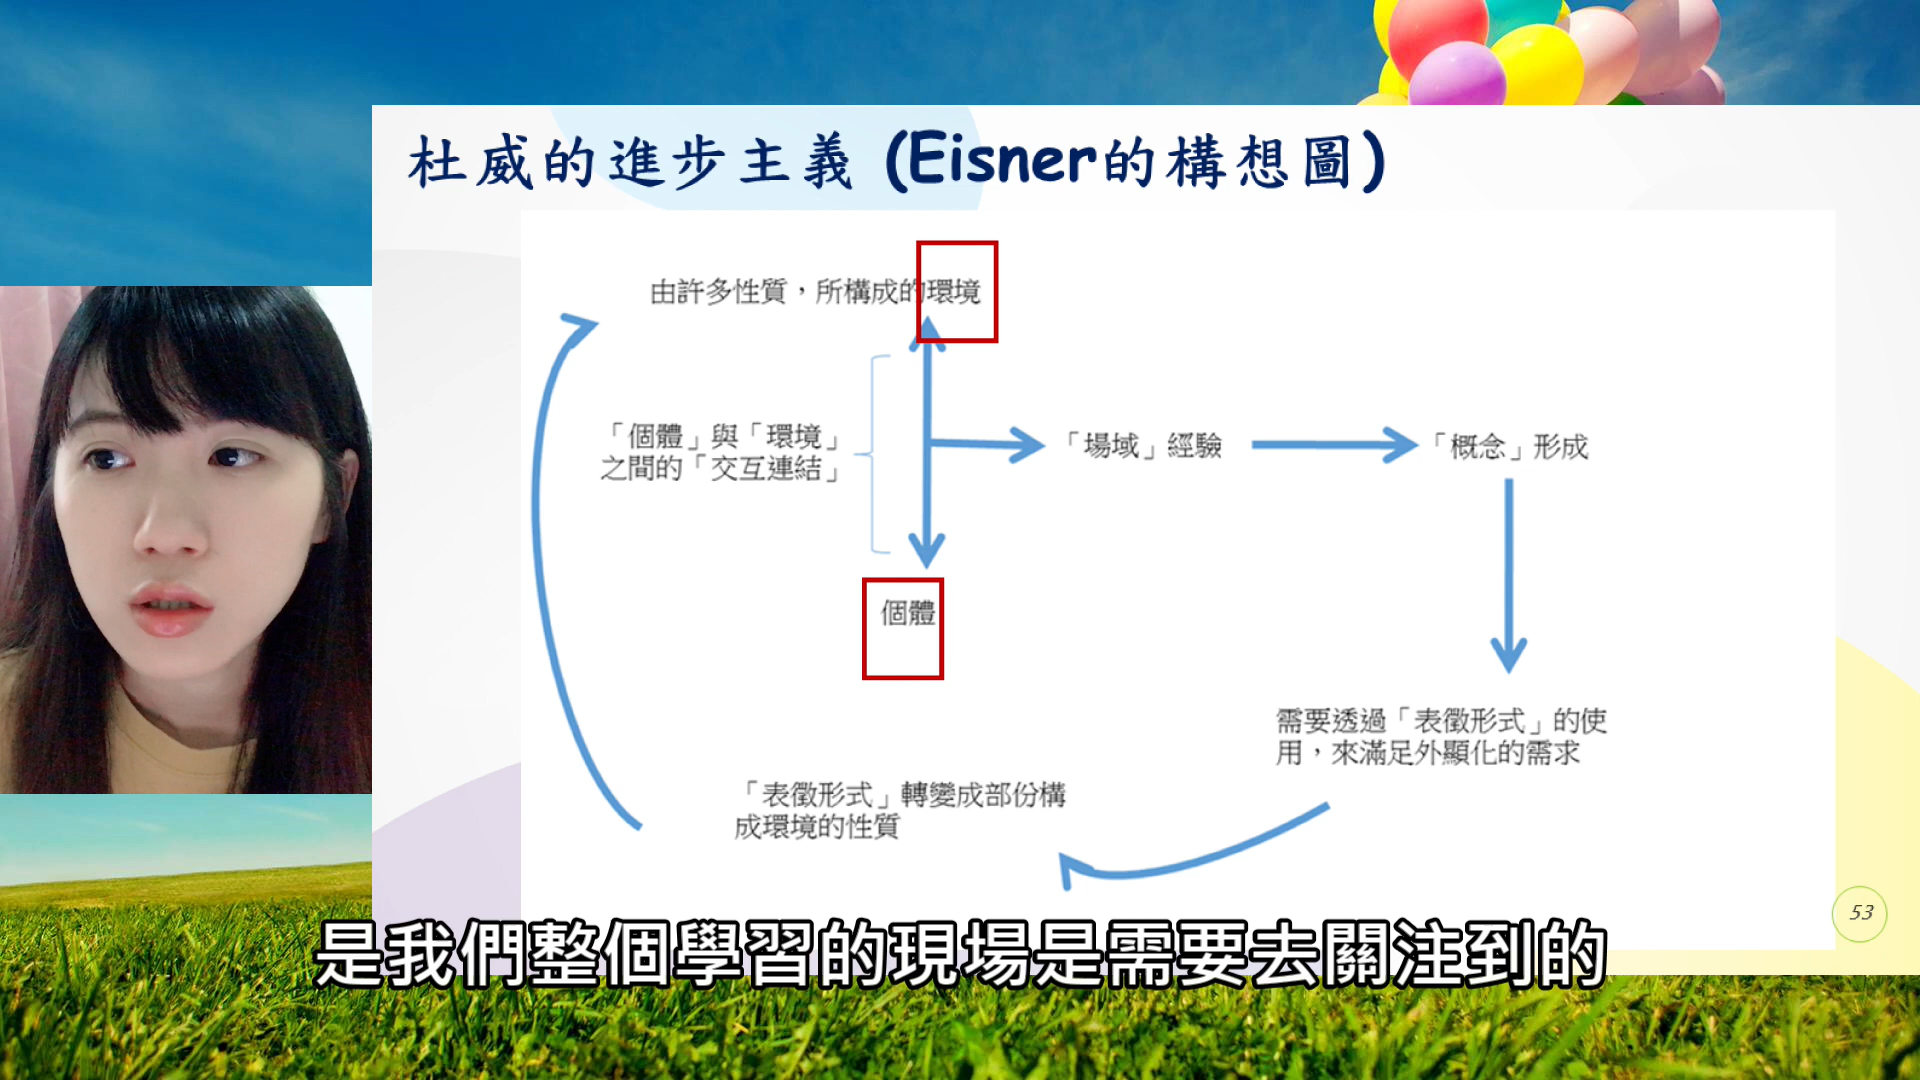 杜威的進步主義 (Eisner的構想圖)
由許多性質，所構成的環境
「個體」與「環境」
之間的「交互連結」
「場域」經驗
「概念」形成
個體
需要透過「表徵形式」的使
用，來滿足外顯化的需求
「表徵形式」轉變成部份構
成環境的性質
53
是我們整個學習的現場是需要去關注到的